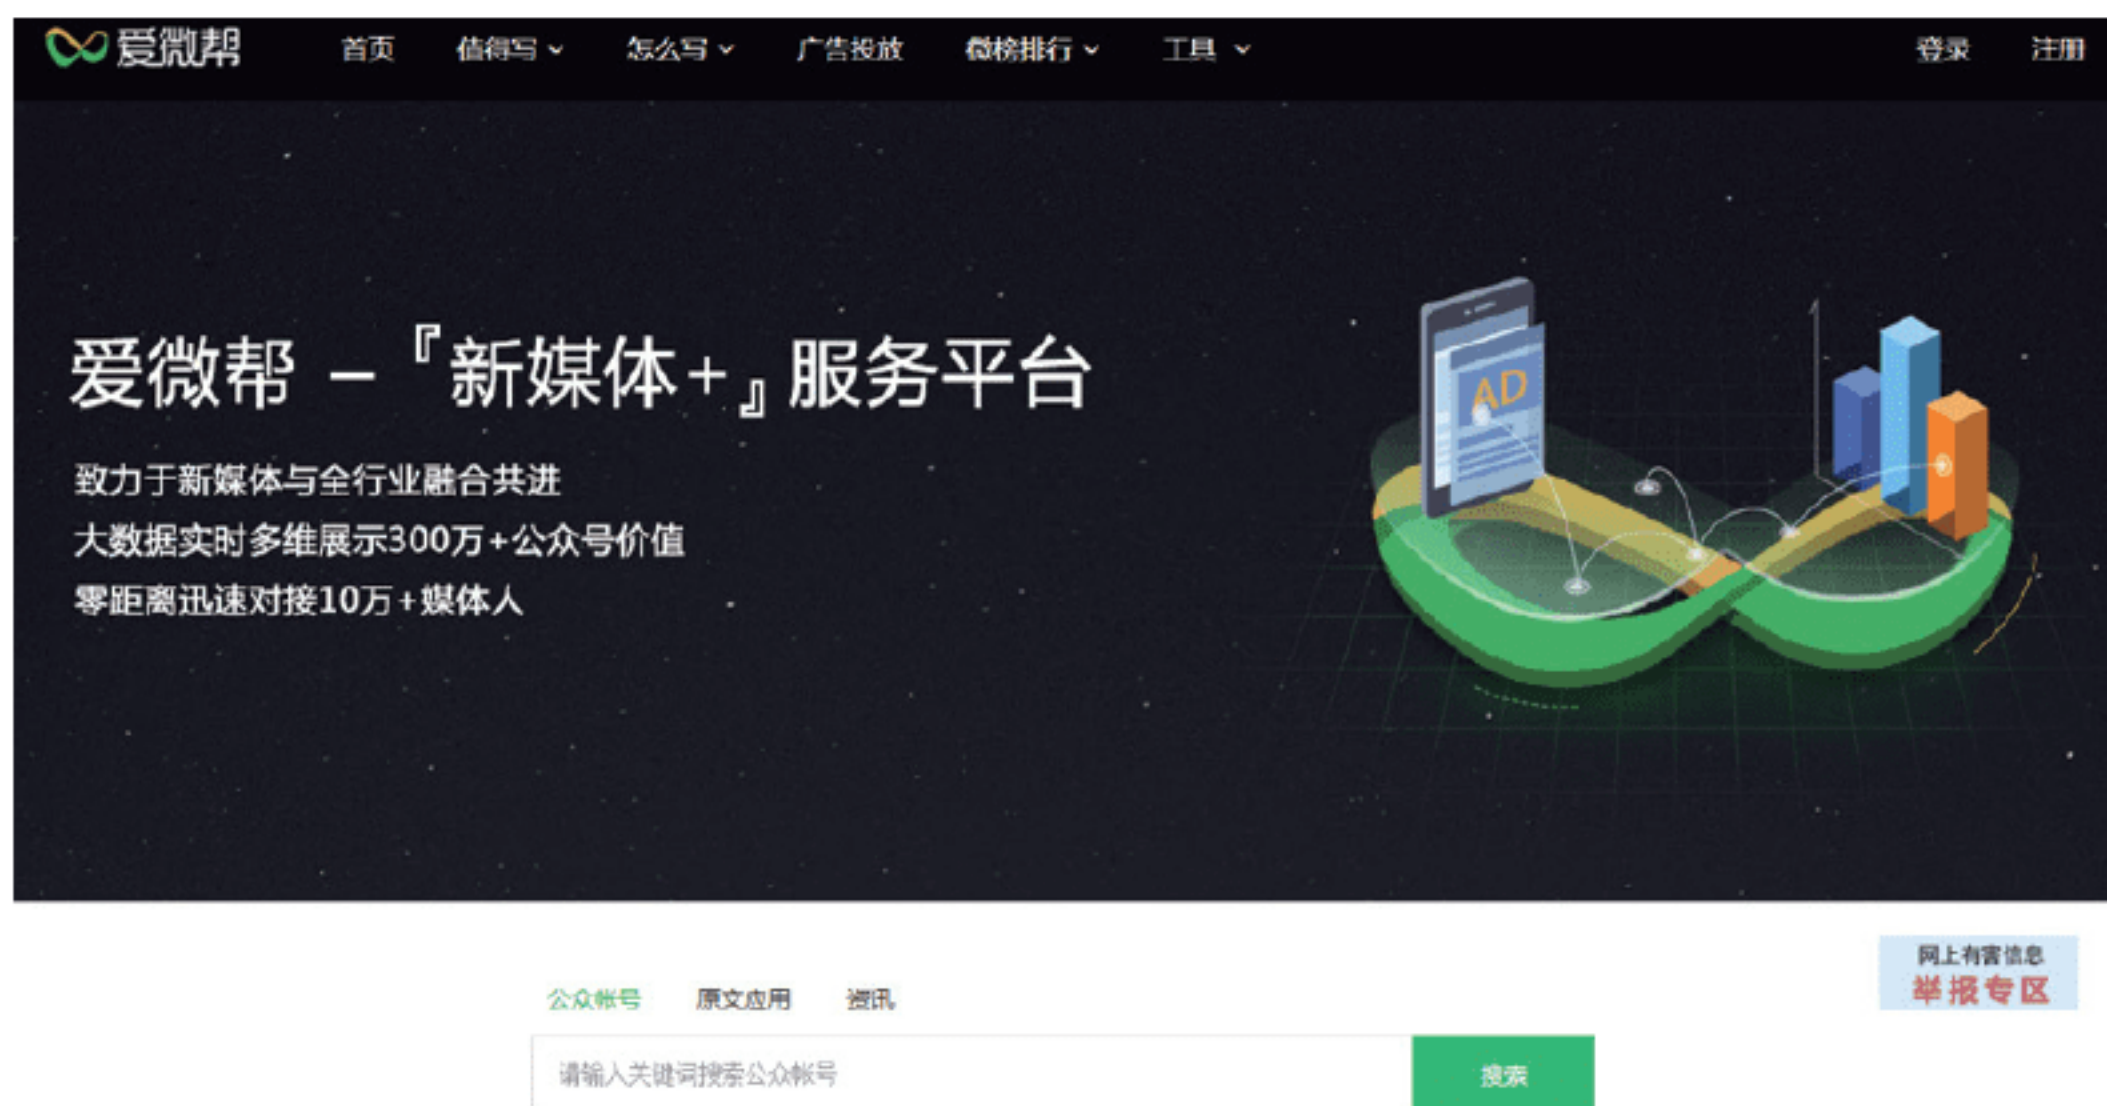 爱微帮 首页 值得写 怎么写 广告投放 微榜排行 工具 登录 注册
爱微帮 – 『新媒体+』服务平台
致力于新媒体与全行业融合共进
大数据实时多维展示300万+公众号价值
零距离迅速对接10万+媒体人
AD
网上有害信息
举报专区
公众帐号 原文应用 资讯
请输入关键词搜索公众帐号 搜索